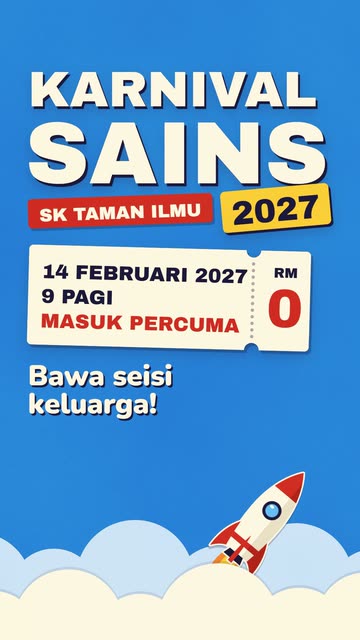 KARNIVAL
SAINS
SK TAMAN ILMU
2027
14 FEBRUARI 2027
9 PAGI
MASUK PERCUMA
RM
0
Bawa seisi
keluarga!